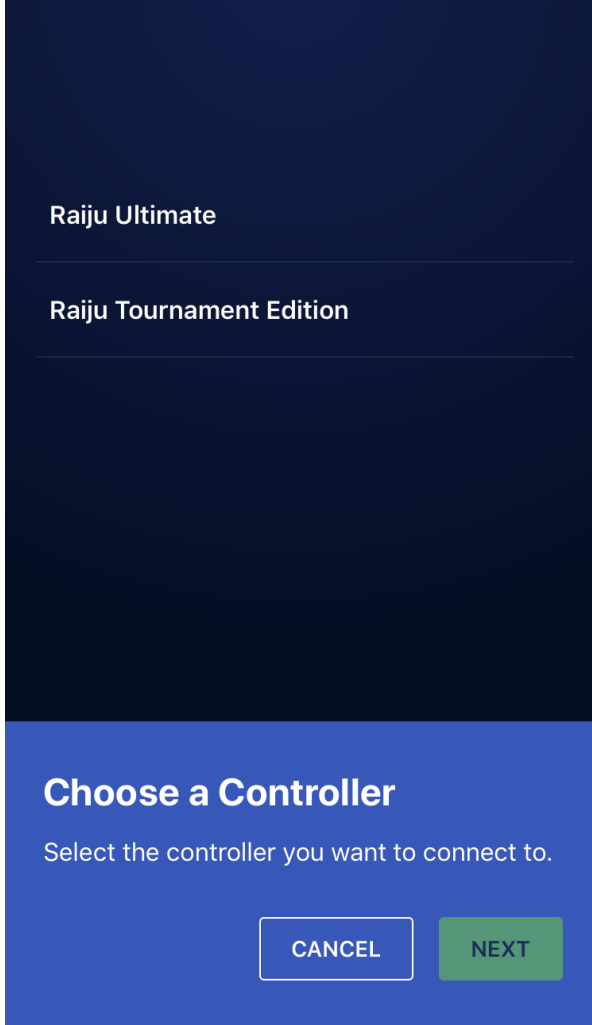 Raiju Ultimate
Raiju Tournament Edition
Choose a Controller
Select the controller you want to connect to.
CANCEL
NEXT